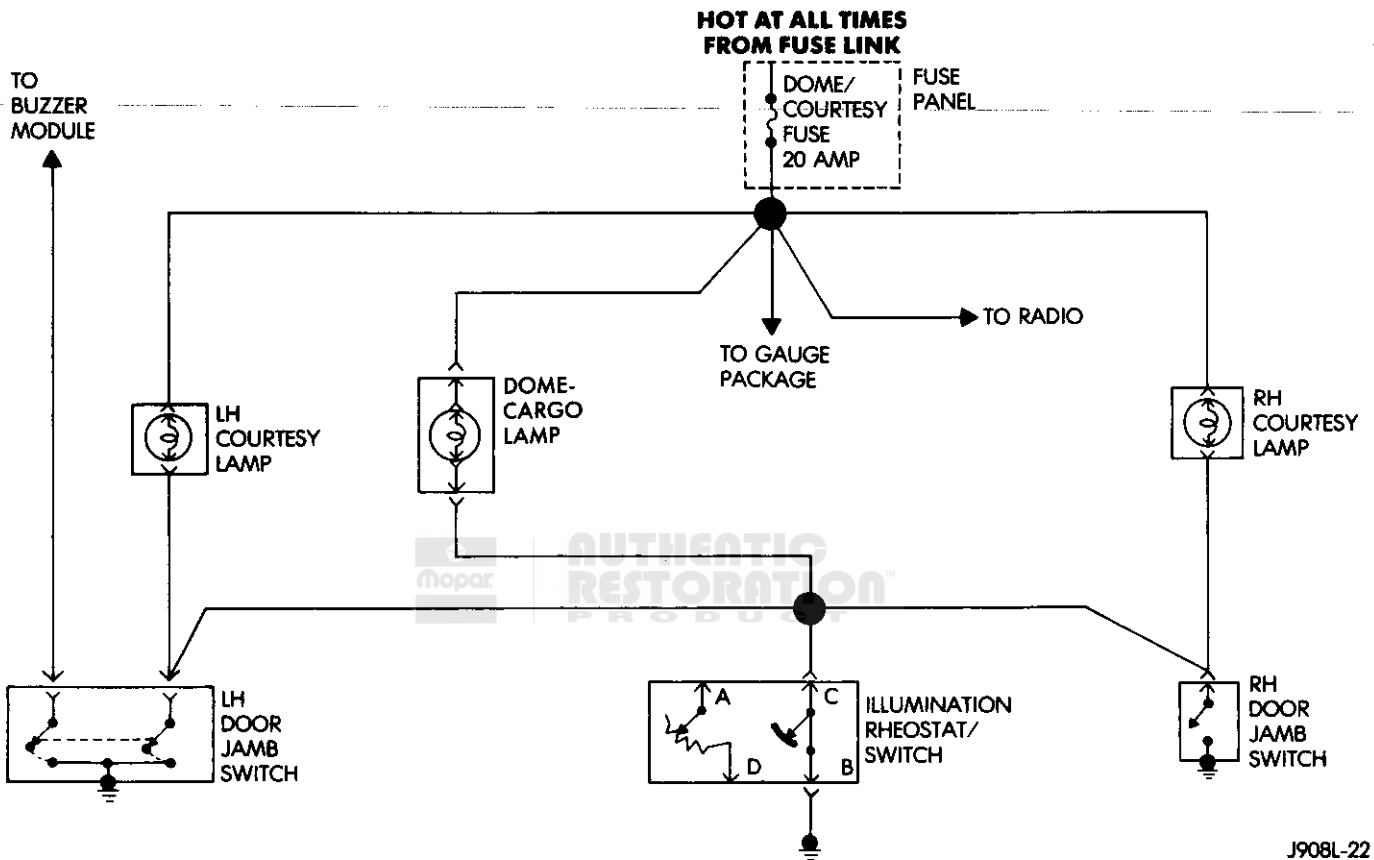 HOT AT ALL TIMES
FROM FUSE LINK
TO
BUZZER
MODULE
DOME/
COURTESY
FUSE
20 AMP
FUSE
PANEL
TO RADIO
TO GAUGE
PACKAGE
LH
COURTESY
LAMP
DOME-
CARGO
LAMP
RH
COURTESY
LAMP
mopar
AUTHENTIC
RESTORATION™
PRODUCT
LH
DOOR
JAMB
SWITCH
A
C
D
B
ILLUMINATION
RHEOSTAT/
SWITCH
RH
DOOR
JAMB
SWITCH
J908L-22